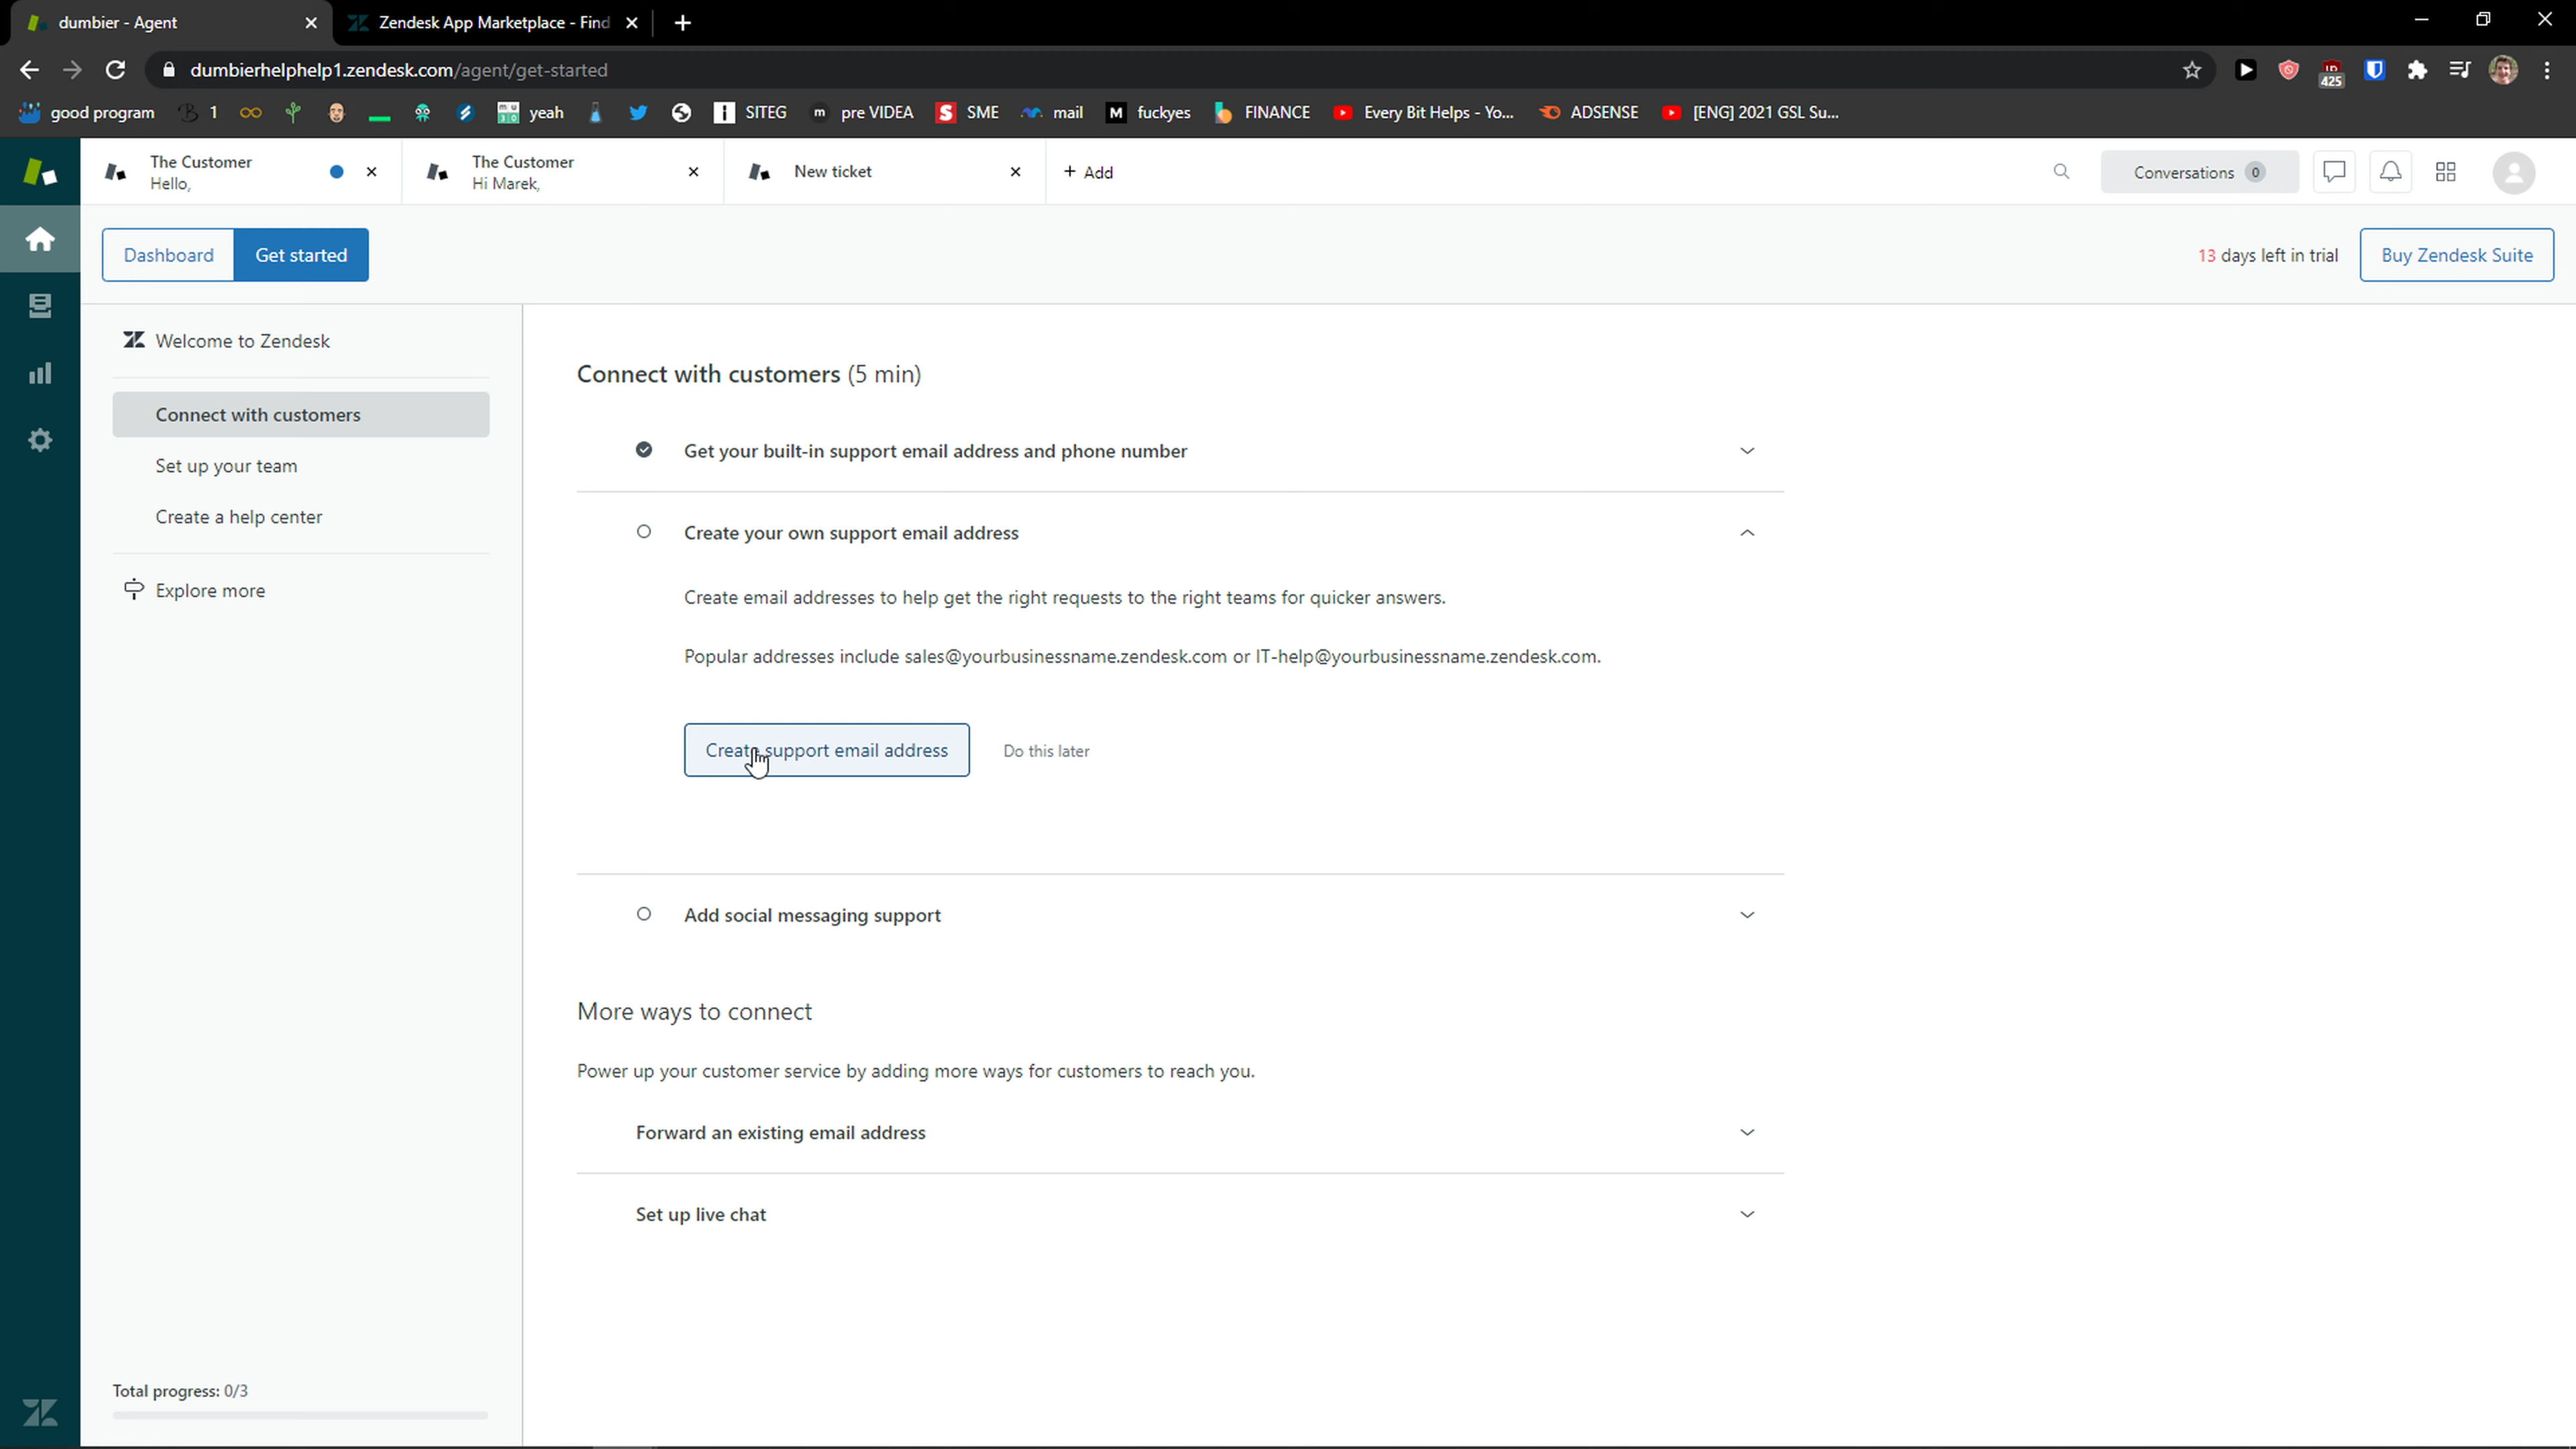 dumbier - Agent
Zendesk App Marketplace - Find
dumbierhelphelp1.zendesk.com/agent/get-started
425
good program
1
yeah
SITEG
pre VIDEA
SME
mail
fuckyes
FINANCE
Every Bit Helps - Yo...
ADSENSE
[ENG] 2021 GSL Su...
The Customer
Hello,
The Customer
Hi Marek,
New ticket
+ Add
Conversations 0
Dashboard
Get started
13 days left in trial
Buy Zendesk Suite
Welcome to Zendesk
Connect with customers
Set up your team
Create a help center
Explore more
Total progress: 0/3
Connect with customers (5 min)
Get your built-in support email address and phone number
Create your own support email address
Create email addresses to help get the right requests to the right teams for quicker answers.
Popular addresses include sales@yourbusinessname.zendesk.com or IT-help@yourbusinessname.zendesk.com.
Create support email address
Do this later
Add social messaging support
More ways to connect
Power up your customer service by adding more ways for customers to reach you.
Forward an existing email address
Set up live chat